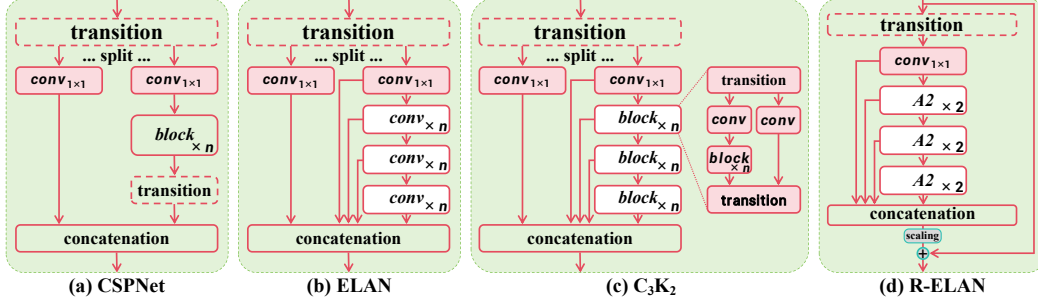 transition
... split ...
conv1×1
conv1×1
block × n
transition
concatenation
(a) CSPNet
transition
... split ...
conv1×1
conv1×1
conv × n
conv × n
conv × n
concatenation
(b) ELAN
transition
... split ...
conv1×1
conv1×1
block × n
block × n
block × n
concatenation
transition
conv
conv
block × n
transition
(c) C₃K₂
transition
conv1×1
A2 × 2
A2 × 2
A2 × 2
concatenation
scaling
+
(d) R-ELAN